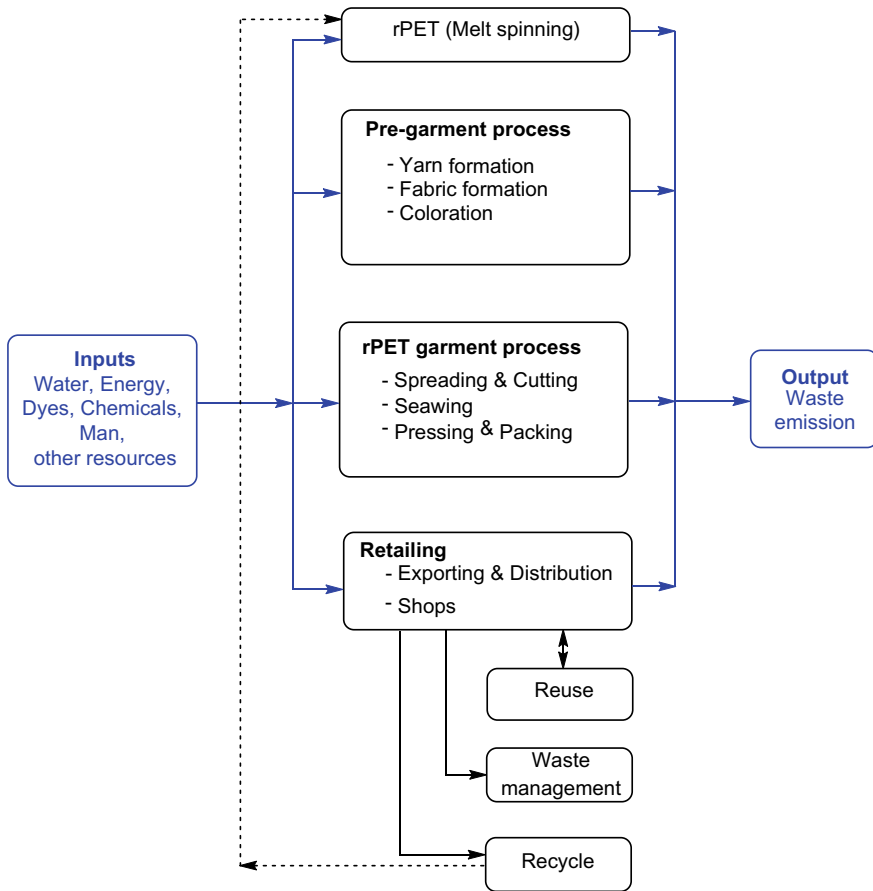 rPET (Melt spinning)
Pre-garment process
- Yarn formation
- Fabric formation
- Coloration
Inputs
Water, Energy,
Dyes, Chemicals,
Man,
other resources
rPET garment process
- Spreading & Cutting
- Seawing
- Pressing & Packing
Output
Waste
emission
Retailing
- Exporting & Distribution
- Shops
Reuse
Waste
management
Recycle